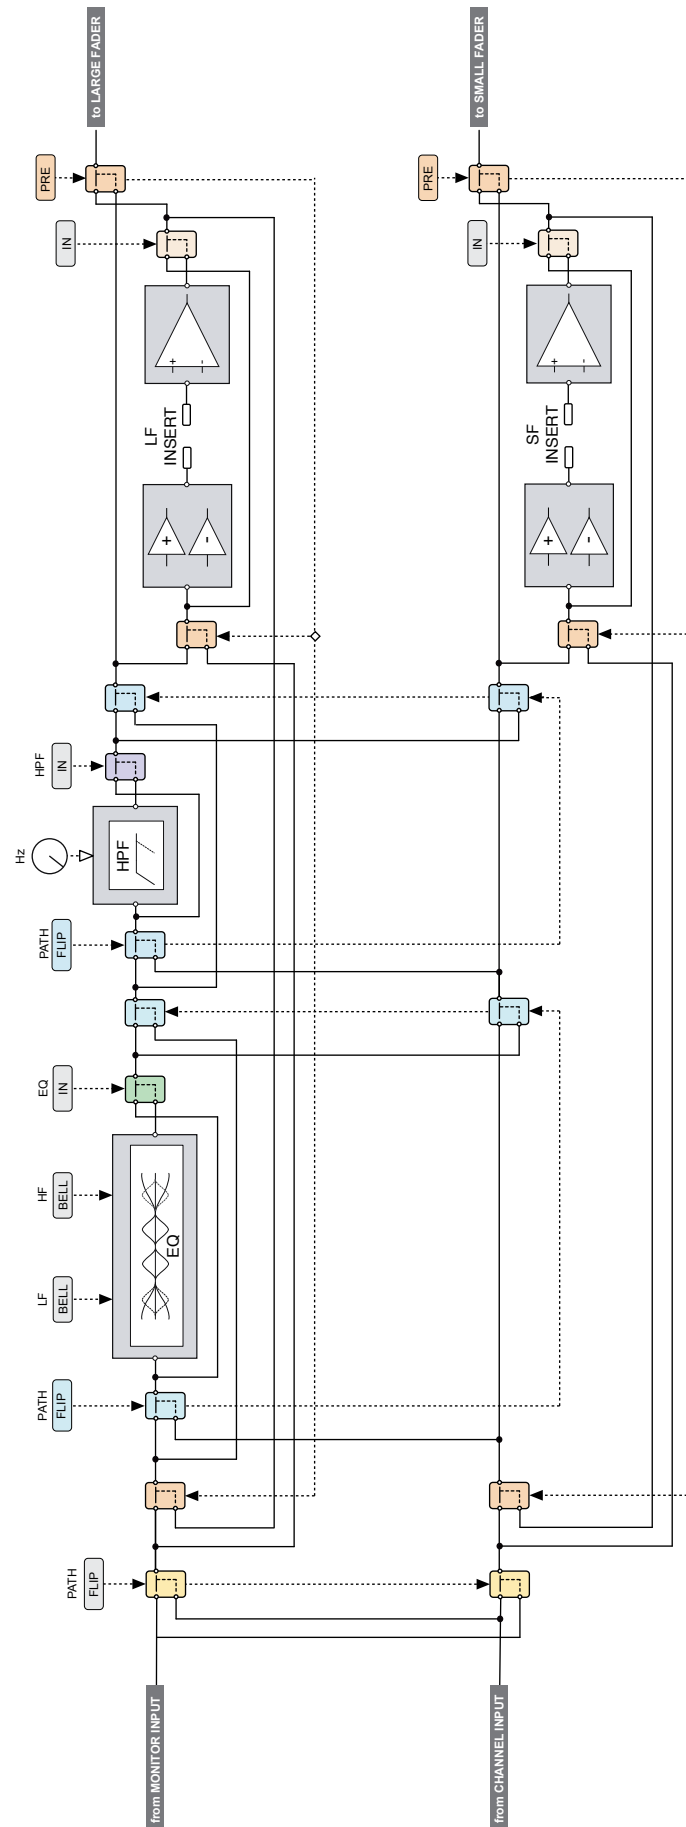 to LARGE FADER
to SMALL FADER
PRE
PRE
IN
IN
+
-
+
-
LF
INSERT
SF
INSERT
+
-
+
-
HPF
IN
Hz
HPF
PATH
FLIP
EQ
IN
HF
BELL
EQ
LF
BELL
PATH
FLIP
PATH
FLIP
from MONITOR INPUT
from CHANNEL INPUT